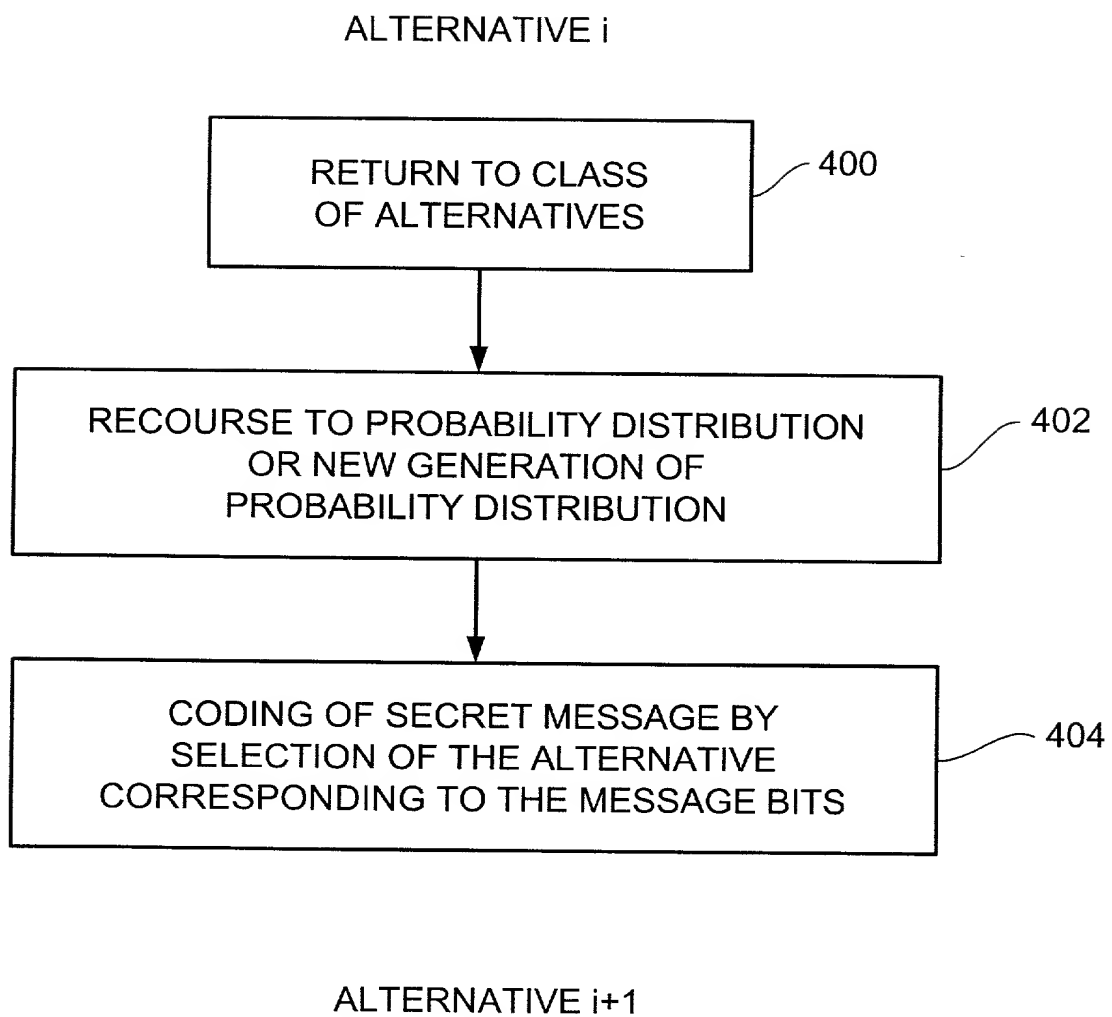 ALTERNATIVE i
RETURN TO CLASS
OF ALTERNATIVES
400
RECOURSE TO PROBABILITY DISTRIBUTION
OR NEW GENERATION OF
PROBABILITY DISTRIBUTION
402
CODING OF SECRET MESSAGE BY
SELECTION OF THE ALTERNATIVE
CORRESPONDING TO THE MESSAGE BITS
404
ALTERNATIVE i+1